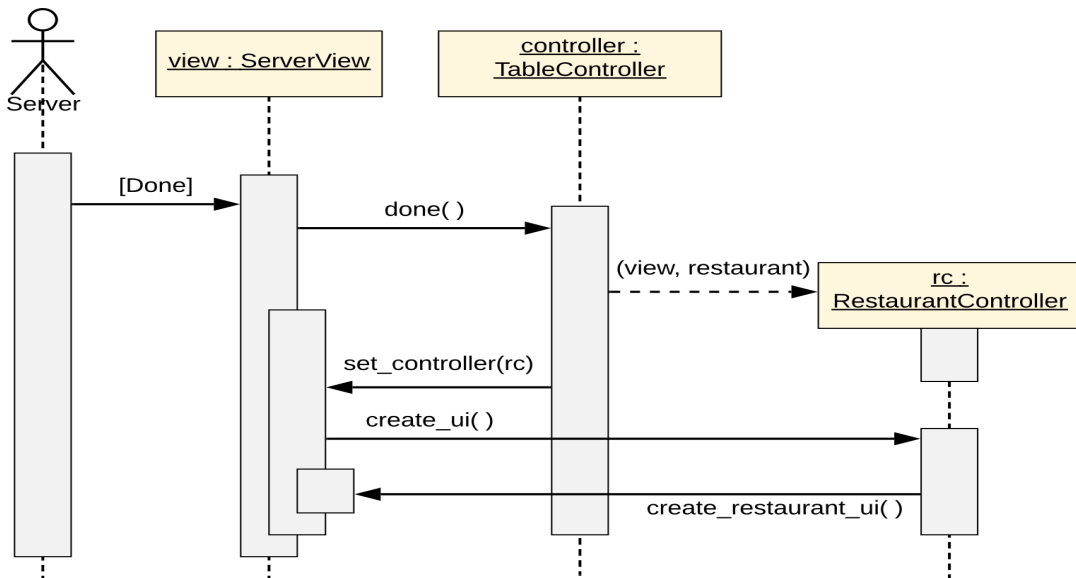 Server
view : ServerView
controller :
TableController
[Done]
done( )
(view, restaurant)
rc :
RestaurantController
set_controller(rc)
create_ui( )
create_restaurant_ui( )